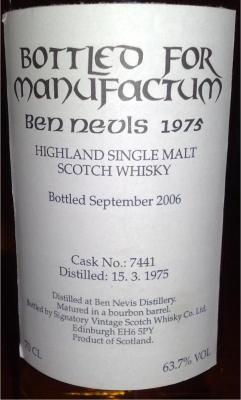 BOTTLED FOR
MANUFACTUM
BEN NEVIS 1975
HIGHLAND SINGLE MALT
SCOTCH WHISKY
Bottled September 2006
Cask No.: 7441
Distilled: 15. 3. 1975
Distilled at Ben Nevis Distillery.
Matured in a bourbon barrel.
Bottled by Signatory Vintage Scotch Whisky Co. Ltd.
Edinburgh EH6 5PY
Product of Scotland.
70 CL
63.7% VOL